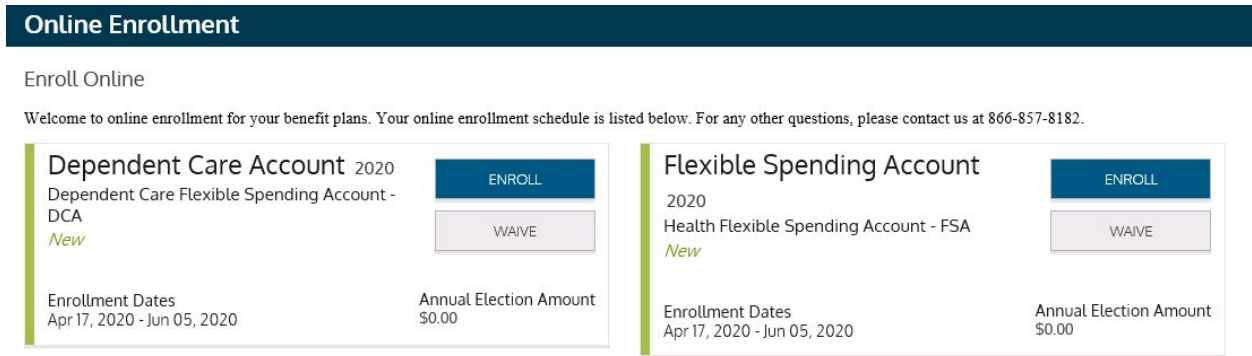 Online Enrollment
Enroll Online
Welcome to online enrollment for your benefit plans. Your online enrollment schedule is listed below. For any other questions, please contact us at 866-857-8182.
Dependent Care Account 2020
Dependent Care Flexible Spending Account -
DCA
New
ENROLL
WAIVE
Enrollment Dates
Apr 17, 2020 - Jun 05, 2020
Annual Election Amount
$0.00
Flexible Spending Account
2020
Health Flexible Spending Account - FSA
New
ENROLL
WAIVE
Enrollment Dates
Apr 17, 2020 - Jun 05, 2020
Annual Election Amount
$0.00